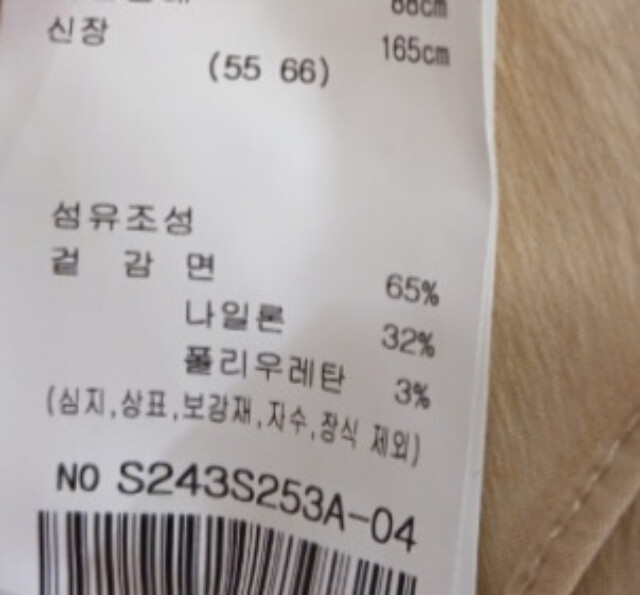 88cm
신장 165cm
(55 66)
섬유조성
겉 감 면 65%
나일론 32%
폴리우레탄 3%
(심지,상표,보강재,자수,장식 제외)
NO S243S253A-04